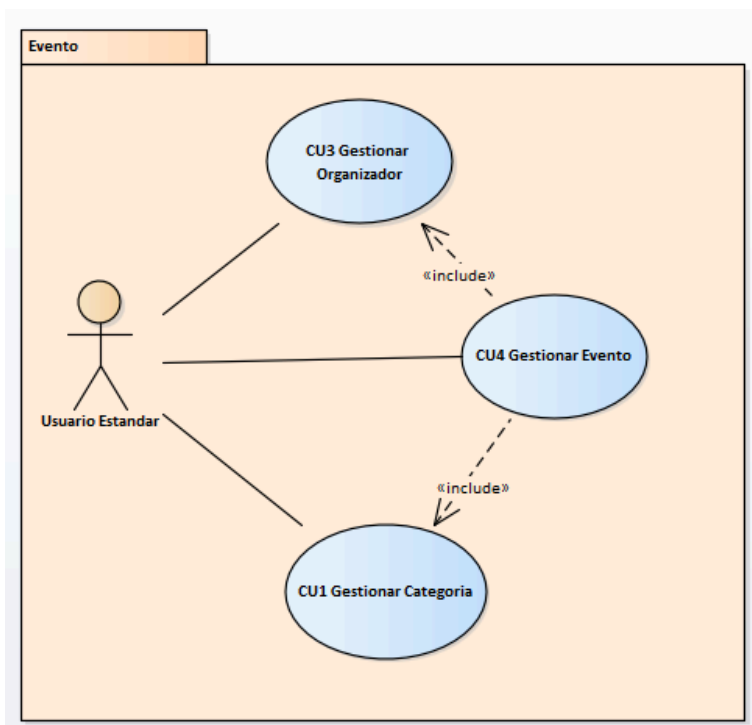 Evento
CU3 Gestionar
Organizador
«include»
CU4 Gestionar Evento
Usuario Estandar
«include»
CU1 Gestionar Categoria